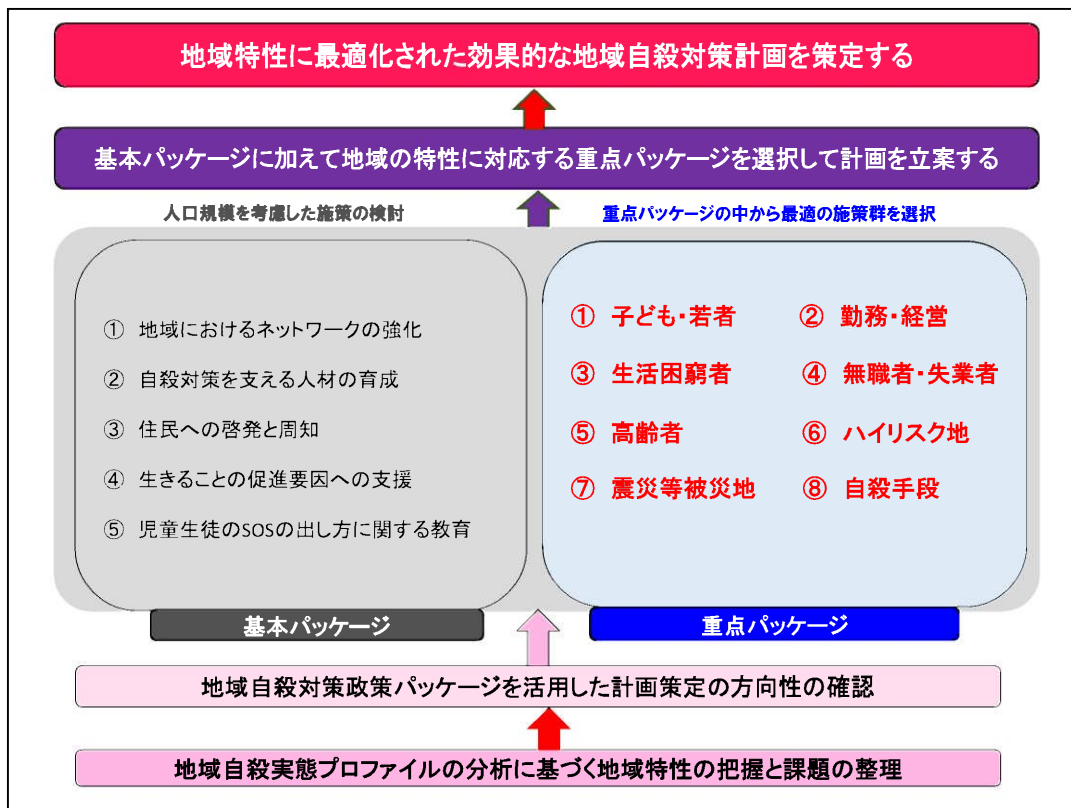 地域特性に最適化された効果的な地域自殺対策計画を策定する
基本パッケージに加えて地域の特性に対応する重点パッケージを選択して計画を立案する
人口規模を考慮した施策の検討
重点パッケージの中から最適の施策群を選択
① 地域におけるネットワークの強化
② 自殺対策を支える人材の育成
③ 住民への啓発と周知
④ 生きることの促進要因への支援
⑤ 児童生徒のSOSの出し方に関する教育
基本パッケージ
① 子ども・若者 ② 勤務・経営
③ 生活困窮者 ④ 無職者・失業者
⑤ 高齢者 ⑥ ハイリスク地
⑦ 震災等被災地 ⑧ 自殺手段
重点パッケージ
地域自殺対策政策パッケージを活用した計画策定の方向性の確認
地域自殺実態プロファイルの分析に基づく地域特性の把握と課題の整理